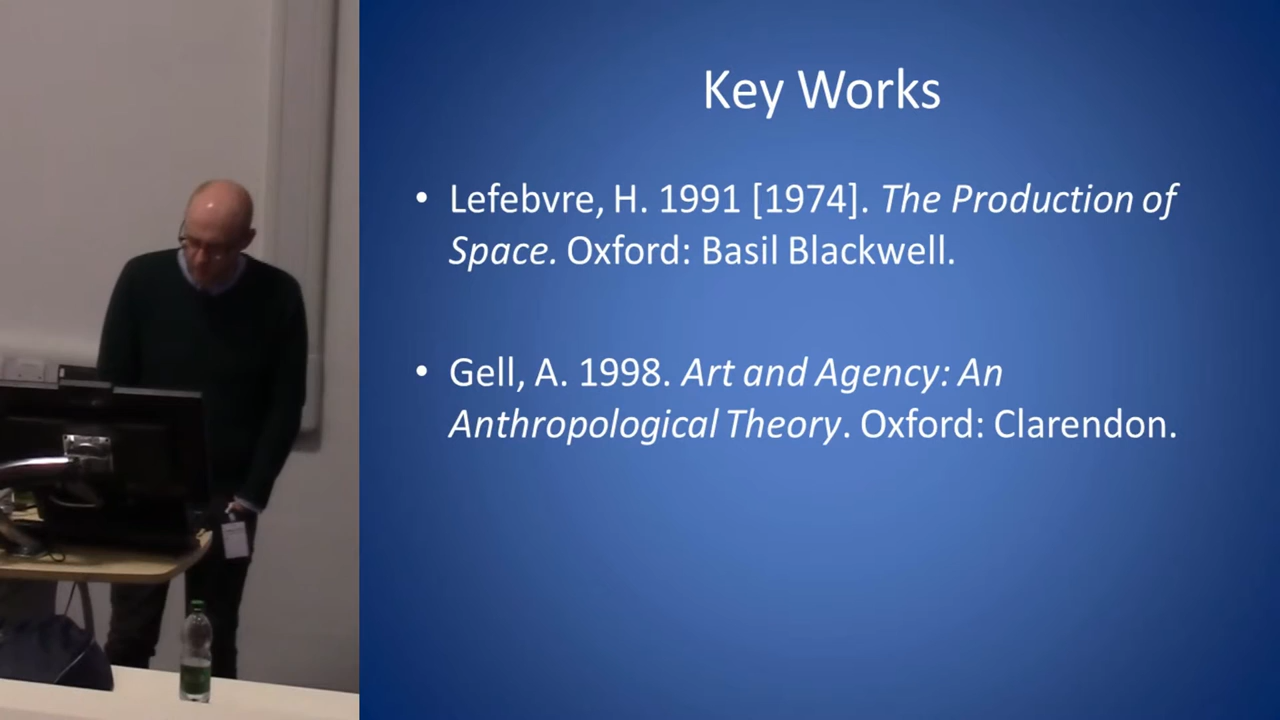 Key Works
• Lefebvre, H. 1991 [1974]. The Production of
Space. Oxford: Basil Blackwell.
• Gell, A. 1998. Art and Agency: An
Anthropological Theory. Oxford: Clarendon.